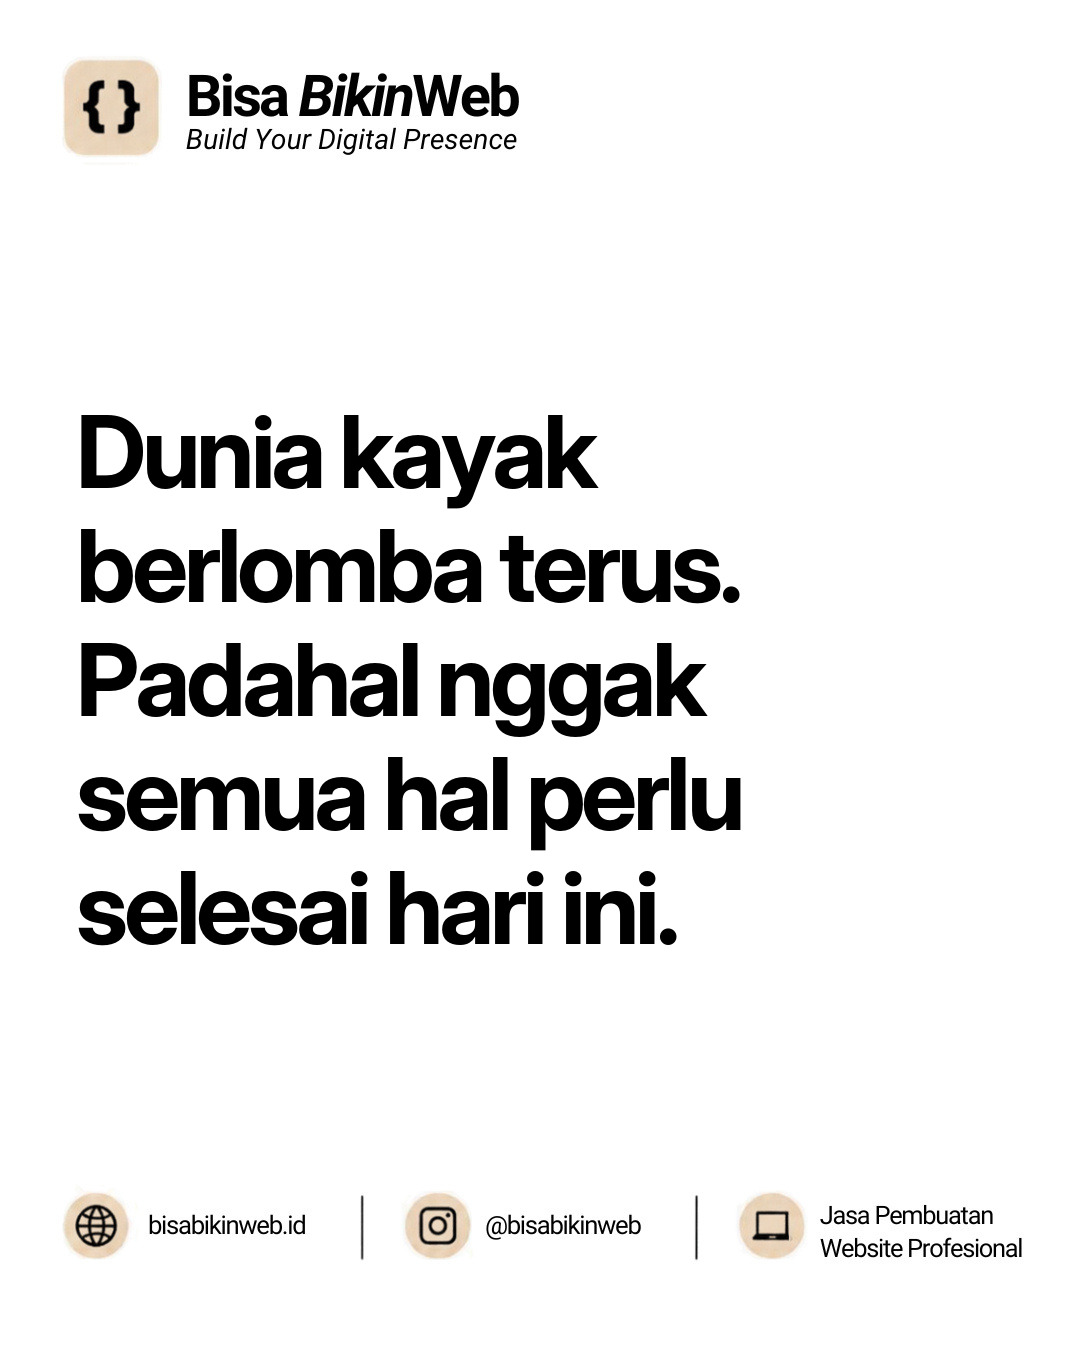 { }
Bisa BikinWeb
Build Your Digital Presence
Dunia kayak
berlomba terus.
Padahal nggak
semua hal perlu
selesai hari ini.
bisabikinweb.id
@bisabikinweb
Jasa Pembuatan
Website Profesional